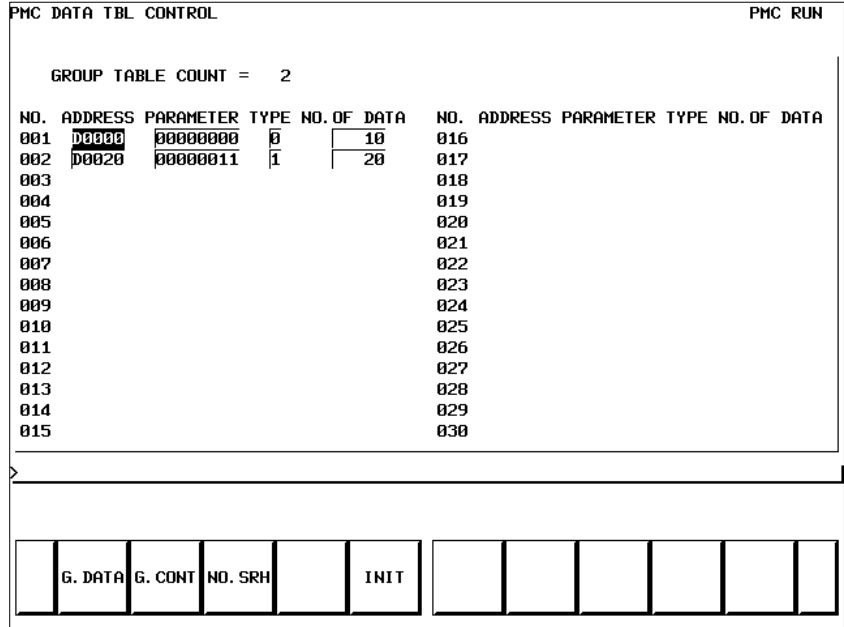 PMC DATA TBL CONTROL PMC RUN
GROUP TABLE COUNT = 2
NO. ADDRESS PARAMETER TYPE NO.OF DATA NO. ADDRESS PARAMETER TYPE NO.OF DATA
001 D0000 00000000 0 10 016
002 D0020 00000011 1 20 017
003 018
004 019
005 020
006 021
007 022
008 023
009 024
010 025
011 026
012 027
013 028
014 029
015 030
>
G.DATA G.CONT NO.SRH INIT